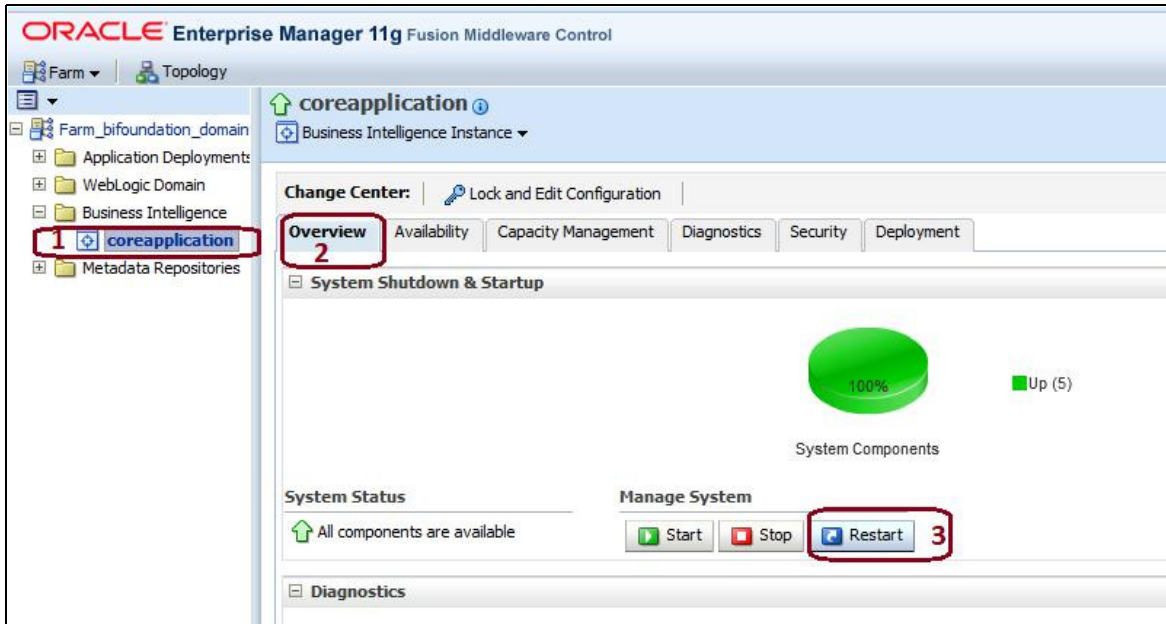 ORACLE Enterprise Manager 11g Fusion Middleware Control
Farm Topology
Farm_bifoundation_domain
Application Deployments
WebLogic Domain
Business Intelligence
1 coreapplication
Metadata Repositories
coreapplication
Business Intelligence Instance
Change Center: Lock and Edit Configuration
Overview Availability Capacity Management Diagnostics Security Deployment
2
System Shutdown & Startup
100%
Up (5)
System Components
System Status Manage System
All components are available Start Stop Restart 3
Diagnostics